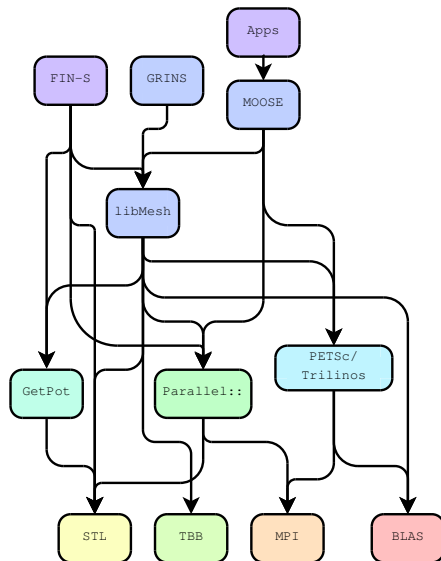 Apps
FIN-S
GRINS
MOOSE
libMesh
GetPot
Parallel::
PETSc/
Trilinos
STL
TBB
MPI
BLAS